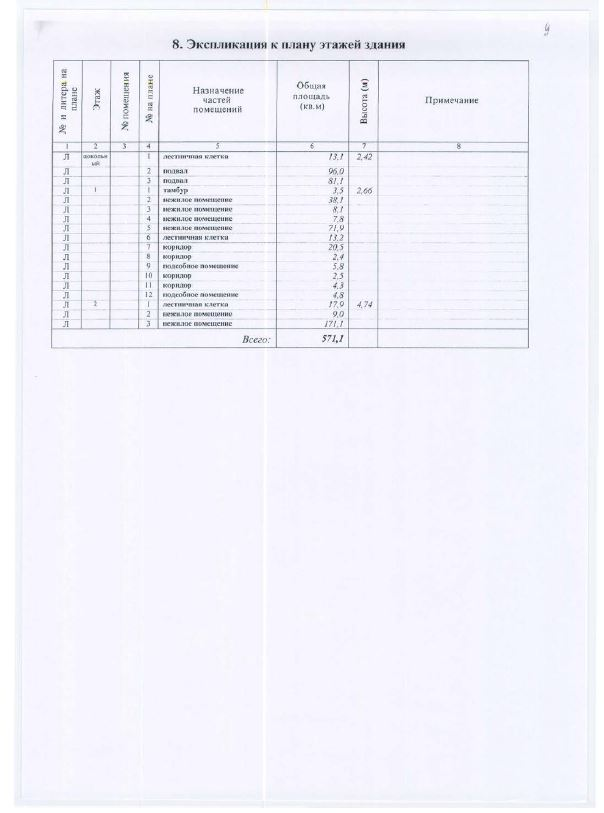 8. Экспликация к плану этажей здания
№ и литера на плане Этаж № помещения № на плане Назначение частей помещений Общая площадь (кв.м) Высота (м) Примечание
1 2 3 4 5 6 7 8
Л цокольный 1 лестничная клетка 13,1 2,42
Л 2 подвал 96,0
Л 3 подвал 81,1
Л 1 1 тамбур 3,5 2,66
Л 2 нежилое помещение 38,1
Л 3 нежилое помещение 8,1
Л 4 нежилое помещение 7,8
Л 5 нежилое помещение 71,9
Л 6 лестничная клетка 13,2
Л 7 коридор 20,5
Л 8 коридор 2,4
Л 9 подсобное помещение 5,8
Л 10 коридор 2,5
Л 11 коридор 4,3
Л 12 подсобное помещение 4,8
Л 2 1 лестничная клетка 17,9 4,74
Л 2 нежилое помещение 9,0
Л 3 нежилое помещение 171,1
Всего: 571,1